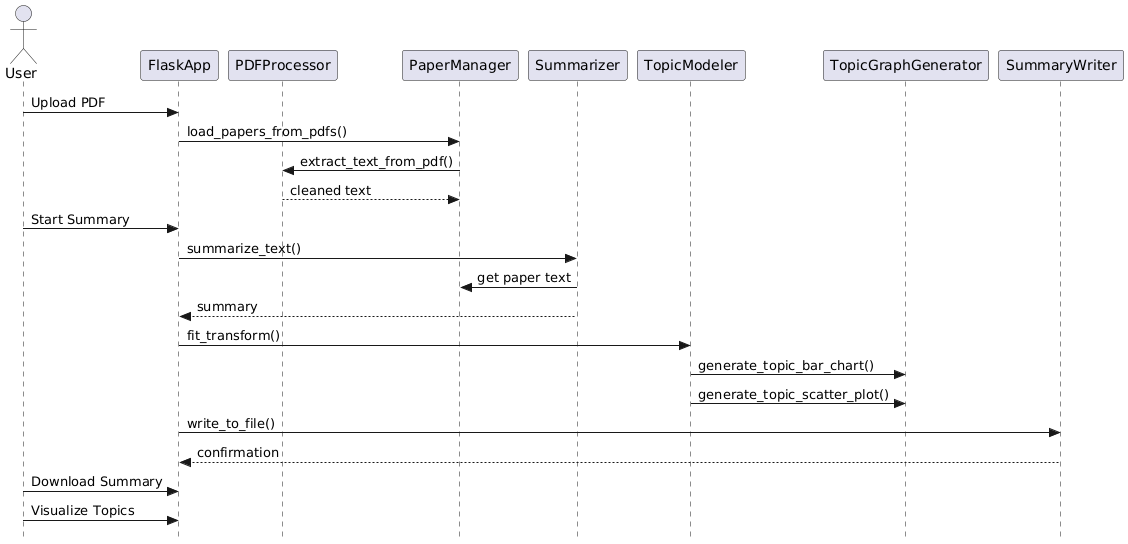 User
FlaskApp
PDFProcessor
PaperManager
Summarizer
TopicModeler
TopicGraphGenerator
SummaryWriter
Upload PDF
load_papers_from_pdfs()
extract_text_from_pdf()
cleaned text
Start Summary
summarize_text()
get paper text
summary
fit_transform()
generate_topic_bar_chart()
generate_topic_scatter_plot()
write_to_file()
confirmation
Download Summary
Visualize Topics